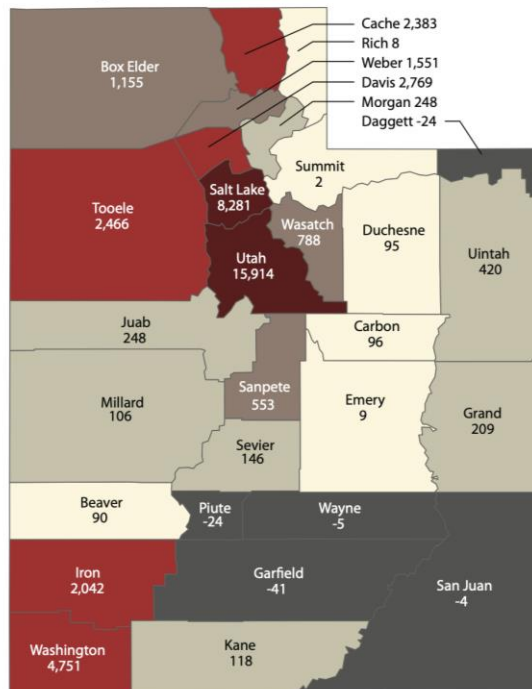 Cache 2,383
Rich 8
Weber 1,551
Davis 2,769
Morgan 248
Daggett -24
Box Elder
1,155
Summit
2
Salt Lake
8,281
Tooele
2,466
Wasatch
788
Duchesne
95
Uintah
420
Utah
15,914
Juab
248
Carbon
96
Sanpete
553
Millard
106
Emery
9
Grand
209
Sevier
146
Beaver
90
Piute
-24
Wayne
-5
Iron
2,042
Garfield
-41
San Juan
-4
Washington
4,751
Kane
118